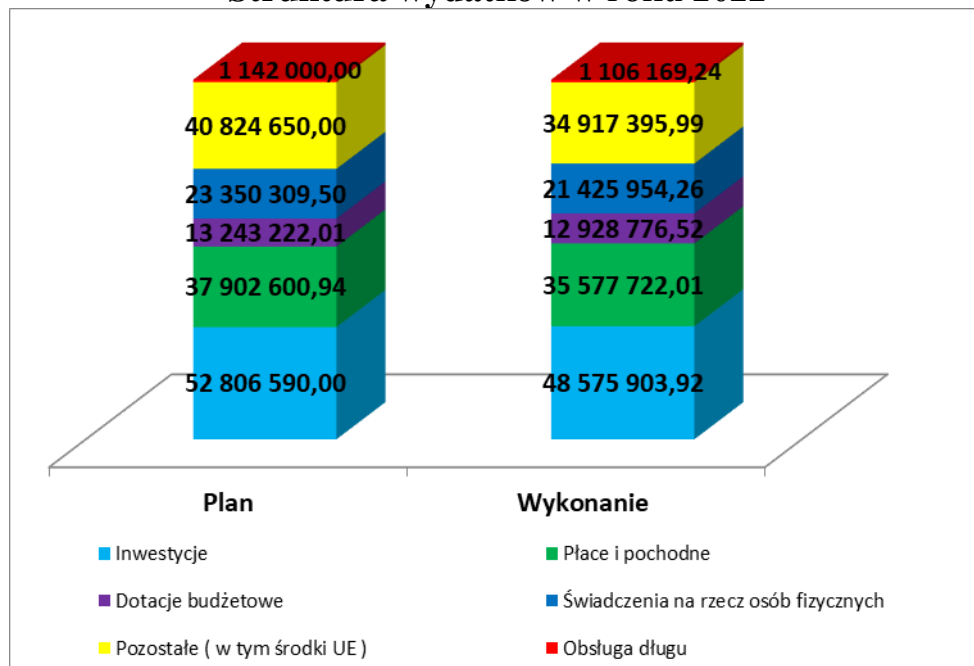 1 142 000,00 1 106 169,24
40 824 650,00 34 917 395,99
23 350 309,50 21 425 954,26
13 243 222,01 12 928 776,52
37 902 600,94 35 577 722,01
52 806 590,00 48 575 903,92
Plan Wykonanie
Inwestycje Płace i pochodne
Dotacje budżetowe Świadczenia na rzecz osób fizycznych
Pozostałe ( w tym środki UE ) Obsługa długu